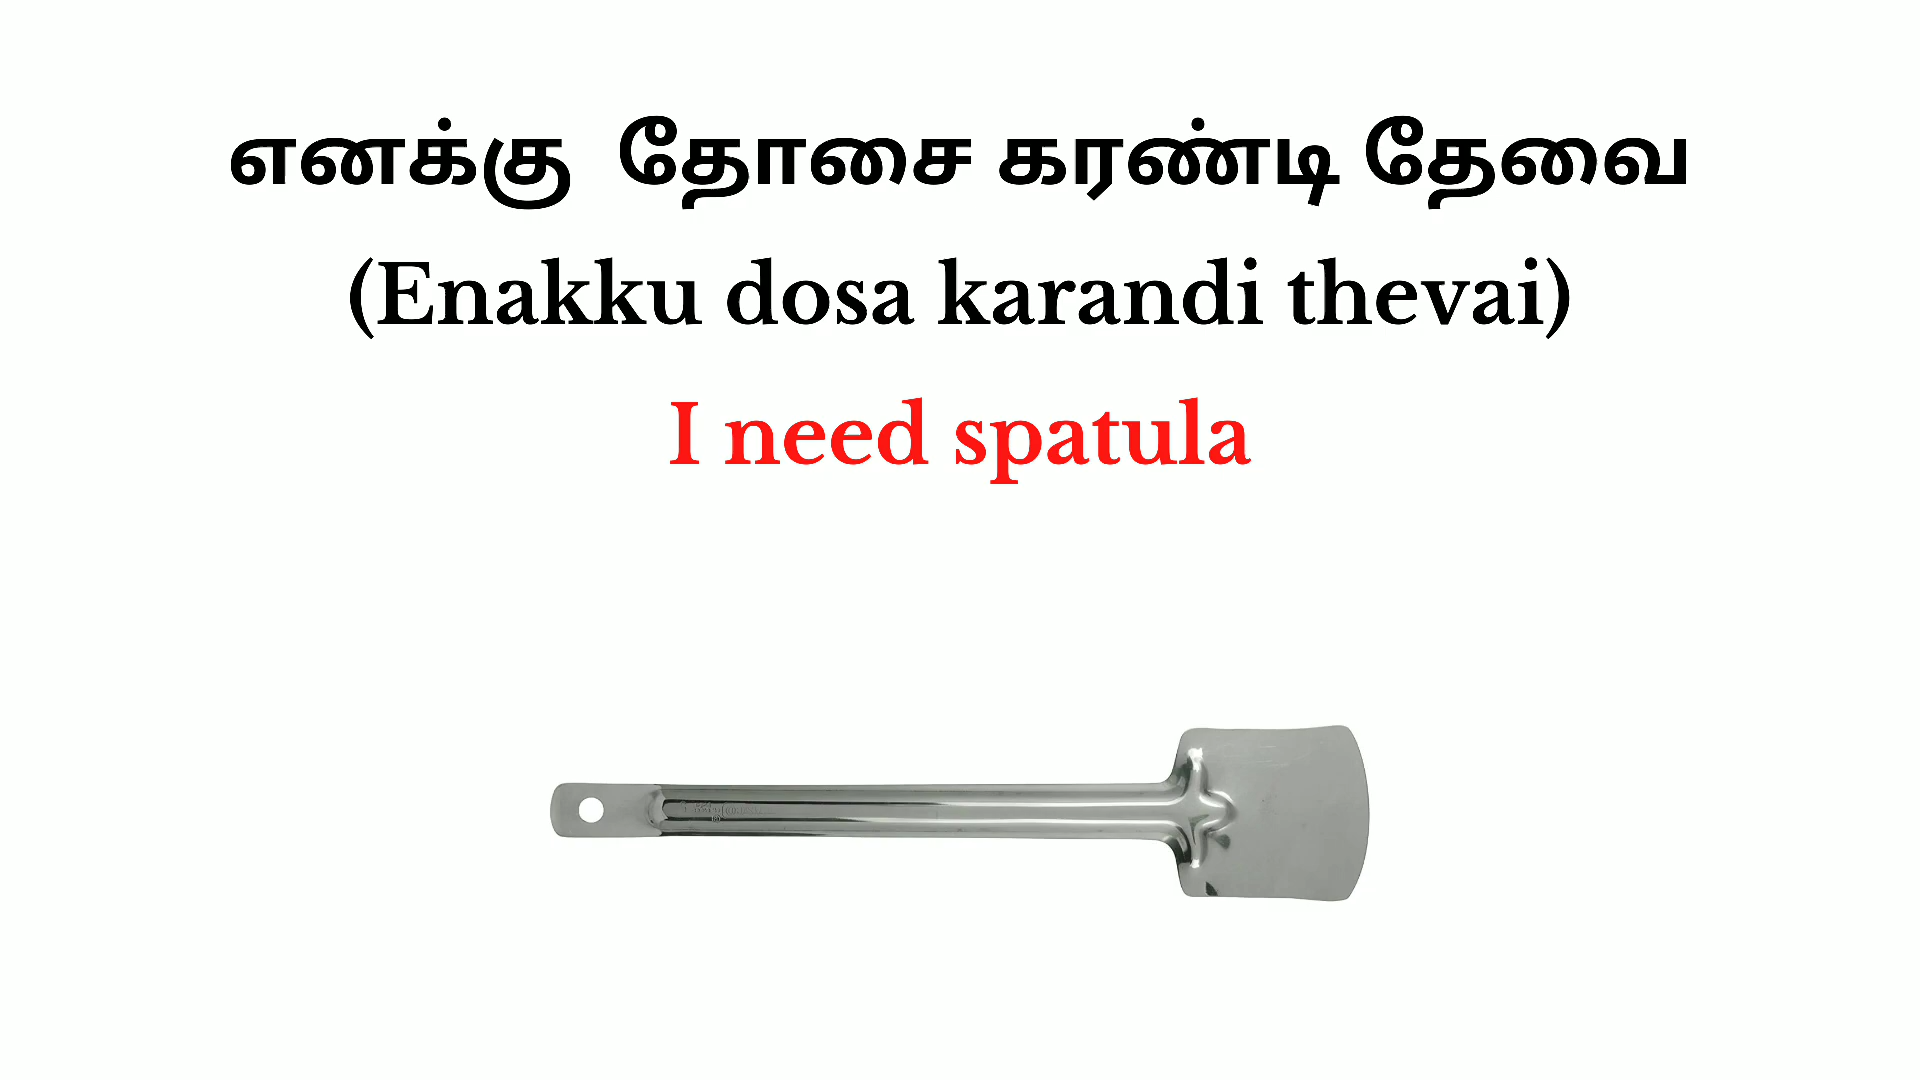 எனக்கு தோசை கரண்டி தேவை
(Enakku dosa karandi thevai)
I need spatula